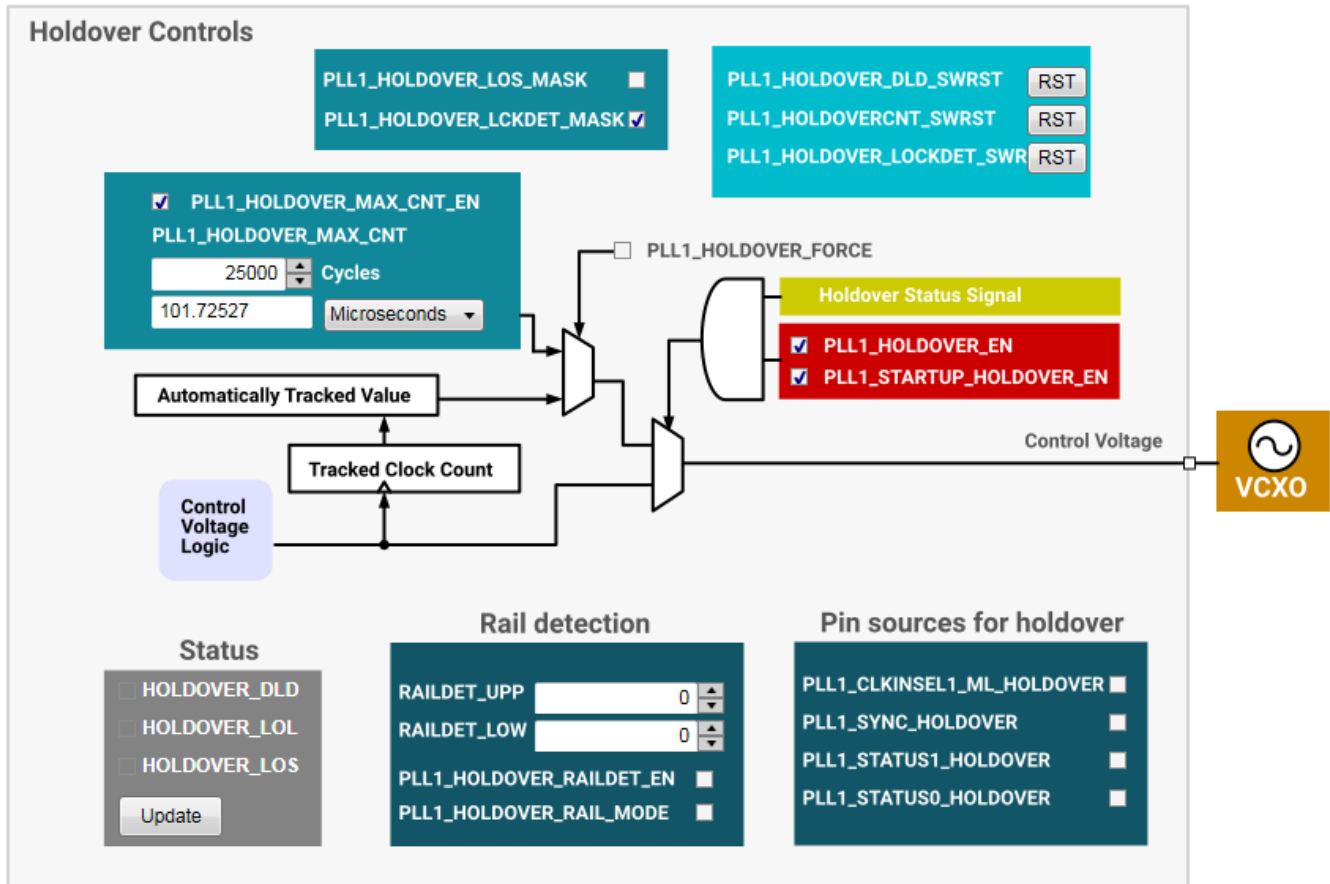 Holdover Controls
PLL1_HOLDOVER_LOS_MASK
PLL1_HOLDOVER_LCKDET_MASK
PLL1_HOLDOVER_DLD_SWRST RST
PLL1_HOLDOVERCNT_SWRST RST
PLL1_HOLDOVER_LOCKDET_SWR RST
PLL1_HOLDOVER_MAX_CNT_EN
PLL1_HOLDOVER_MAX_CNT
25000 Cycles
101.72527 Microseconds
PLL1_HOLDOVER_FORCE
Holdover Status Signal
PLL1_HOLDOVER_EN
PLL1_STARTUP_HOLDOVER_EN
Automatically Tracked Value
Tracked Clock Count
Control
Voltage
Logic
Control Voltage
VCXO
Status
HOLDOVER_DLD
HOLDOVER_LOL
HOLDOVER_LOS
Update
Rail detection
RAILDET_UPP 0
RAILDET_LOW 0
PLL1_HOLDOVER_RAILDET_EN
PLL1_HOLDOVER_RAIL_MODE
Pin sources for holdover
PLL1_CLKINSEL1_ML_HOLDOVER
PLL1_SYNC_HOLDOVER
PLL1_STATUS1_HOLDOVER
PLL1_STATUS0_HOLDOVER